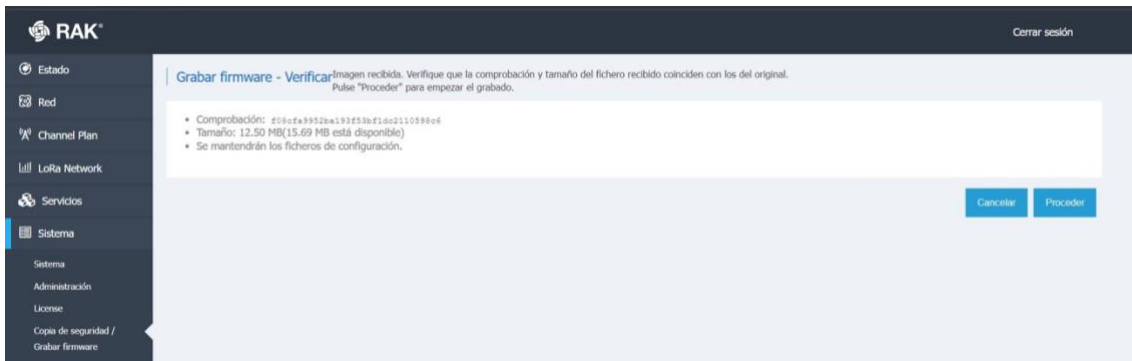 RAK®
Cerrar sesión
Estado
Red
Channel Plan
LoRa Network
Servicios
Sistema
Sistema
Administración
License
Copia de seguridad /
Grabar firmware
Grabar firmware - Verificar
Imagen recibida. Verifique que la comprobación y tamaño del fichero recibido coinciden con los del original.
Pulse "Proceder" para empezar el grabado.
Comprobación:
Tamaño: 12.50 MB(15.69 MB está disponible)
Se mantendrán los ficheros de configuración.
Cancelar
Proceder